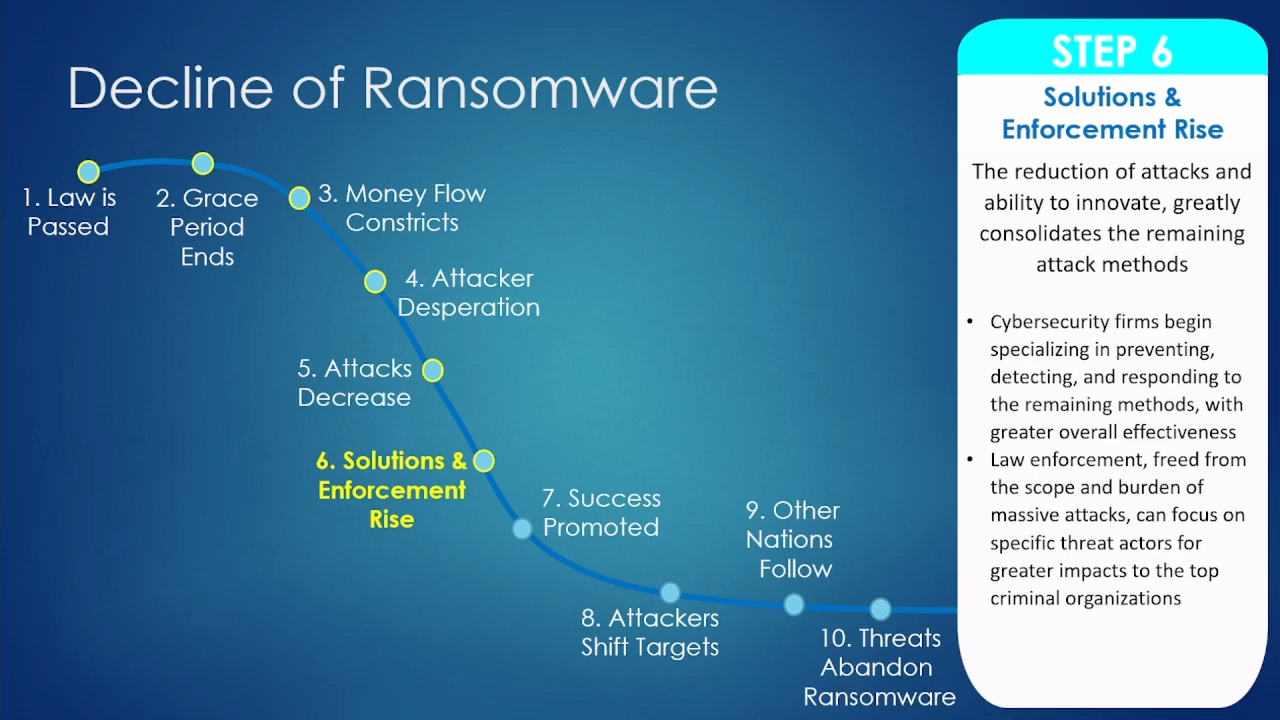 Decline of Ransomware
1. Law is
Passed
2. Grace
Period
Ends
3. Money Flow
Constricts
4. Attacker
Desperation
5. Attacks
Decrease
6. Solutions &
Enforcement
Rise
7. Success
Promoted
8. Attackers
Shift Targets
9. Other
Nations
Follow
10. Threats
Abandon
Ransomware
STEP 6
Solutions &
Enforcement Rise
The reduction of attacks and
ability to innovate, greatly
consolidates the remaining
attack methods
• Cybersecurity firms begin
specializing in preventing,
detecting, and responding to
the remaining methods, with
greater overall effectiveness
• Law enforcement, freed from
the scope and burden of
massive attacks, can focus on
specific threat actors for
greater impacts to the top
criminal organizations